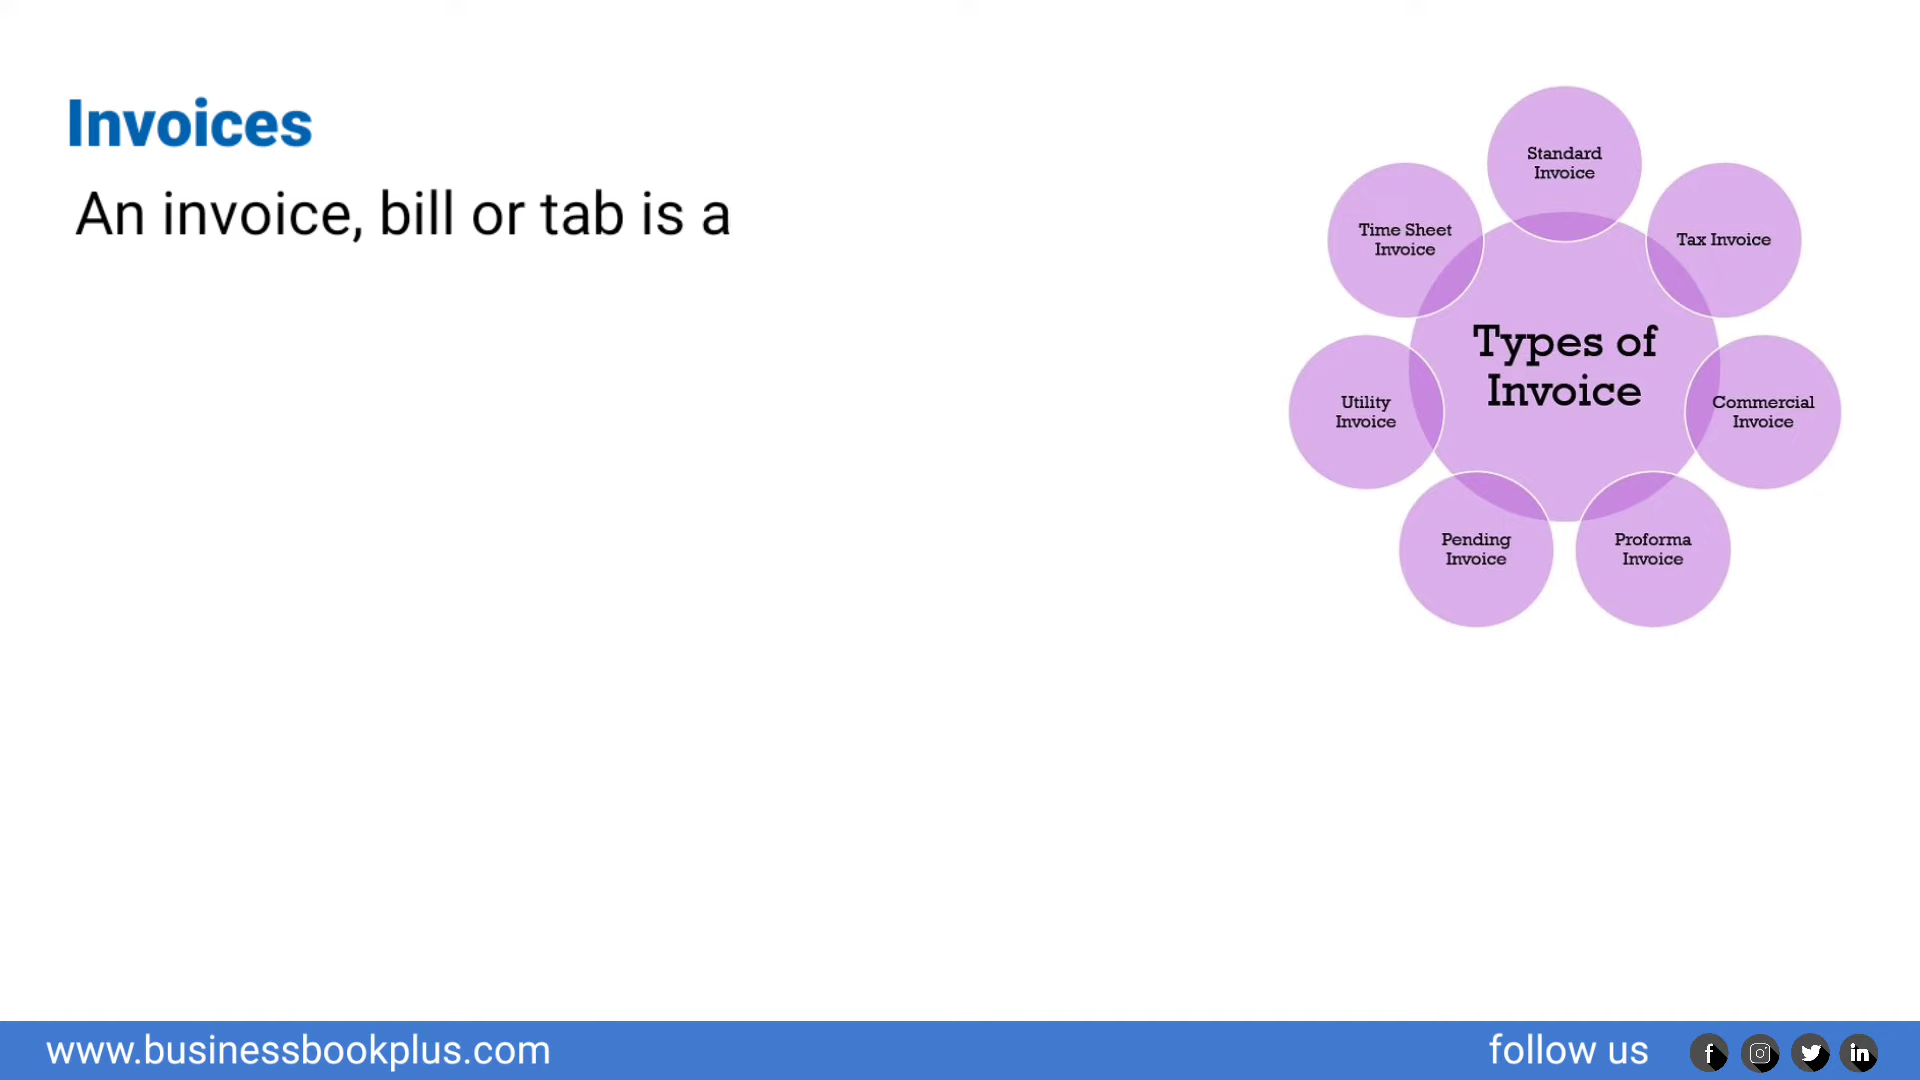 Invoices
An invoice, bill or tab is a
Standard
Invoice
Time Sheet
Invoice
Tax Invoice
Types of
Invoice
Utility
Invoice
Commercial
Invoice
Pending
Invoice
Proforma
Invoice
www.businessbookplus.com
follow us